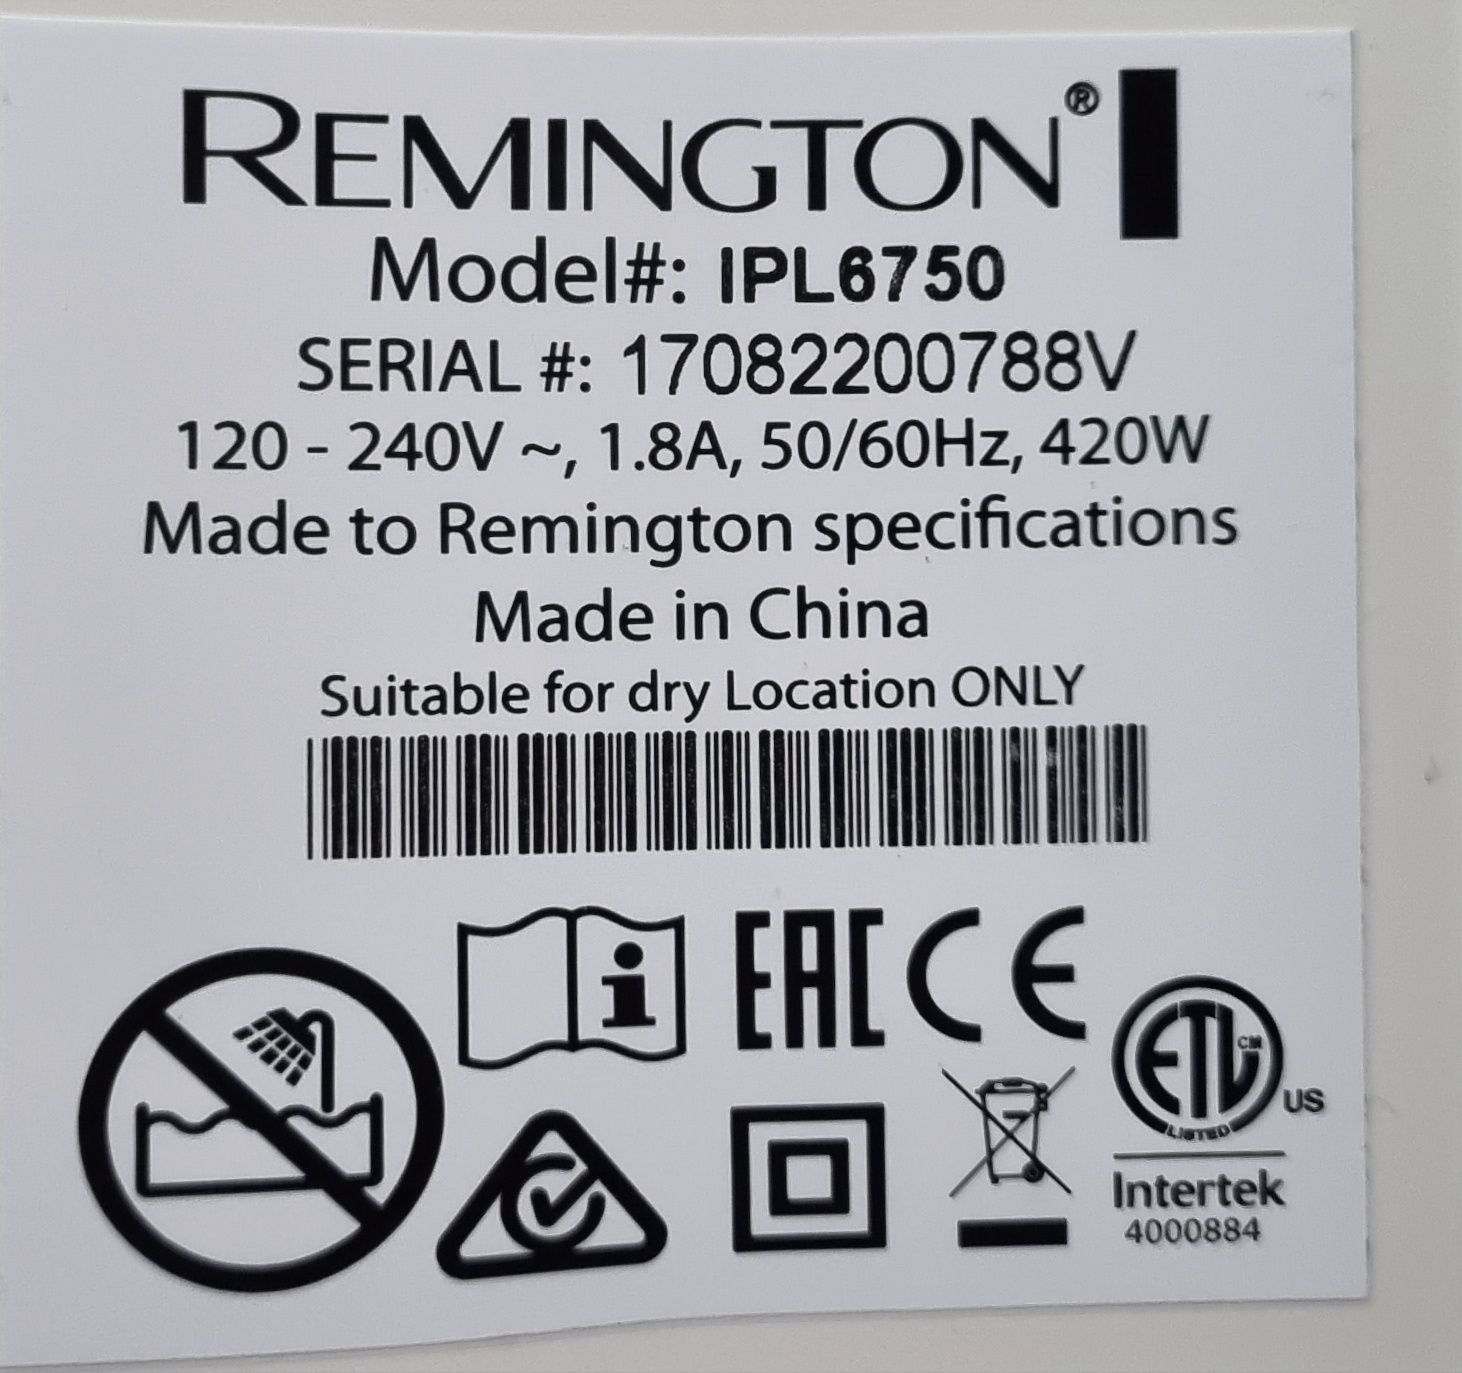 REMINGTON®
Model#: IPL6750
SERIAL #: 17082200788V
120 - 240V ~, 1.8A, 50/60Hz, 420W
Made to Remington specifications
Made in China
Suitable for dry Location ONLY
i
EAC CE
ETL CM
LISTED
US
Intertek
4000884